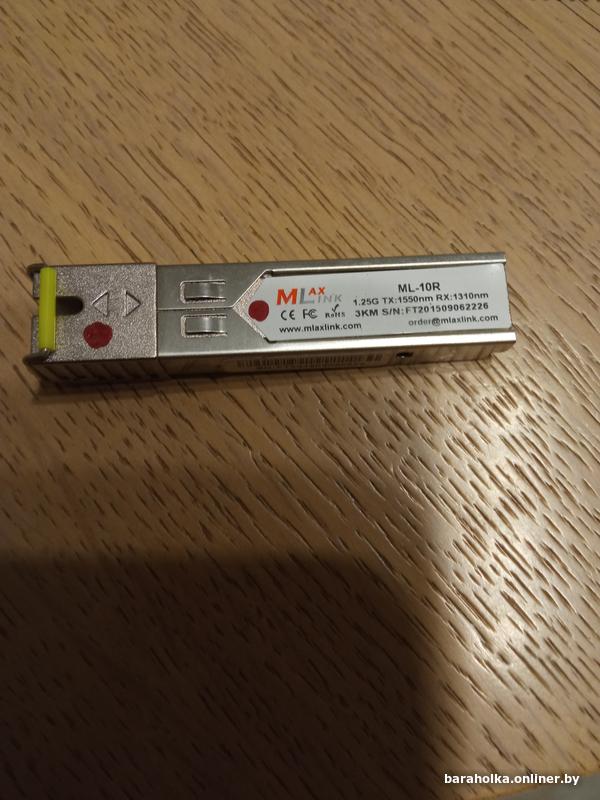 MLAX LINK
CE FC RoHS
www.mlaxlink.com
ML-10R
1.25G TX:1550nm RX:1310nm
3KM S/N:FT201509062226
order@mlaxlink.com
baraholka.onliner.by